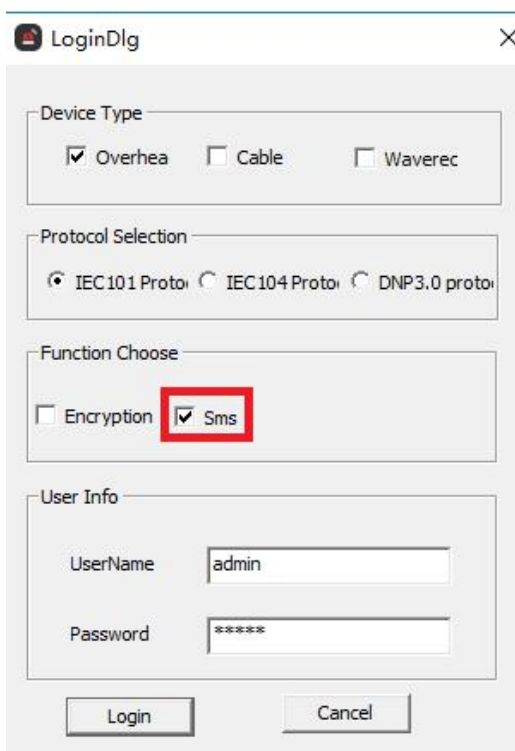 LoginDlg
Device Type
Overhea Cable Waverec
Protocol Selection
IEC101 Proto IEC104 Proto DNP3.0 proto
Function Choose
Encryption Sms
User Info
UserName admin
Password *****
Login Cancel